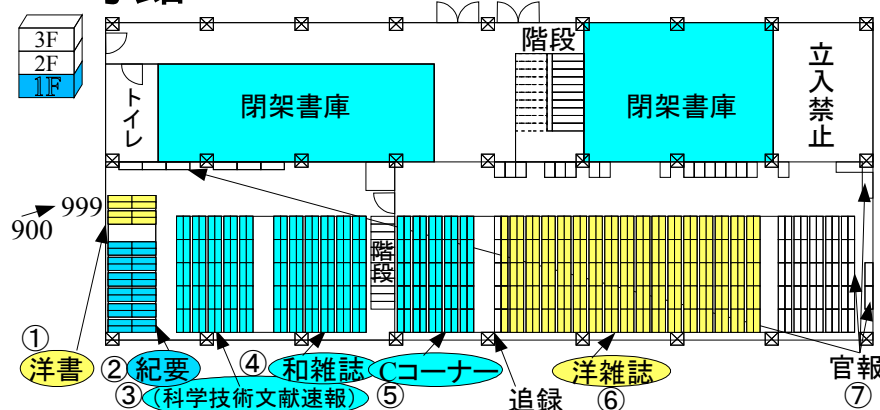 3F
2F
1F
階段
閉架書庫
閉架書庫
立入禁止
トイレ
999
900
階段
①
洋書
②
紀要
③
(科学技術文献速報)
④
和雑誌
⑤
Cコーナー
追録
⑥
洋雑誌
官報
⑦